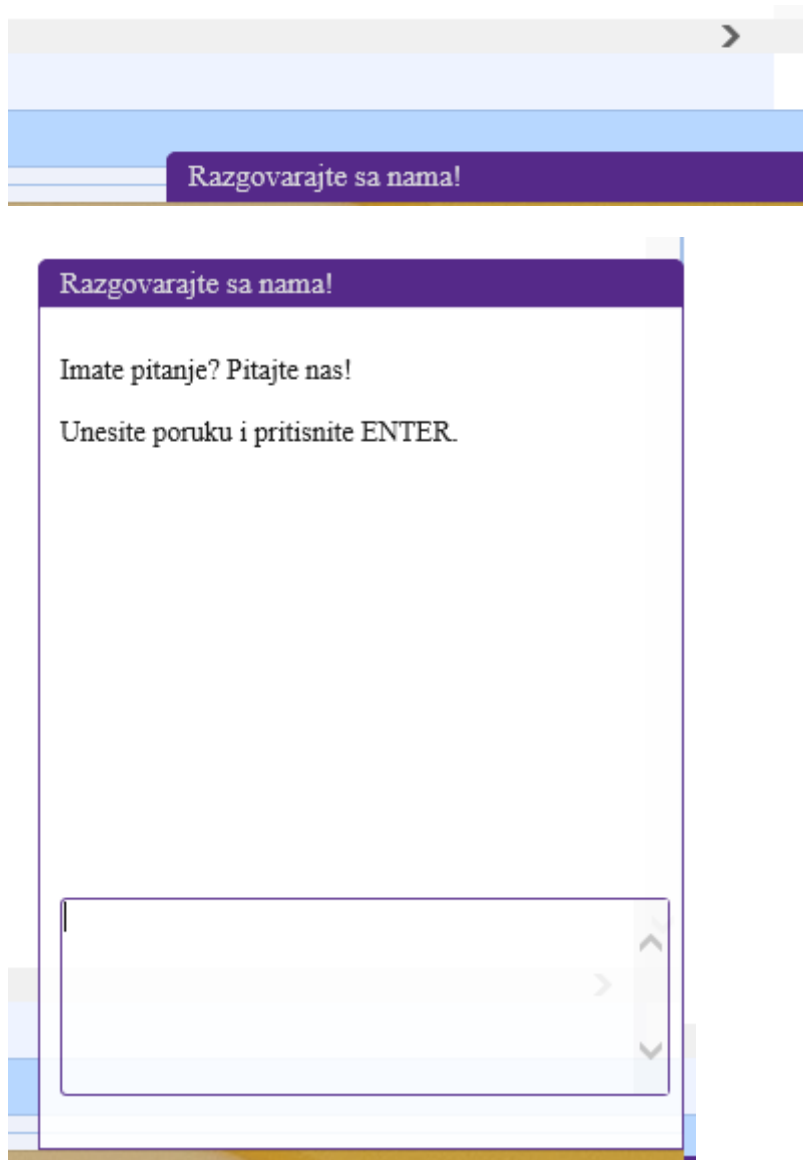 Razgovarajte sa nama!
Razgovarajte sa nama!
Imate pitanje? Pitajte nas!
Unesite poruku i pritisnite ENTER.